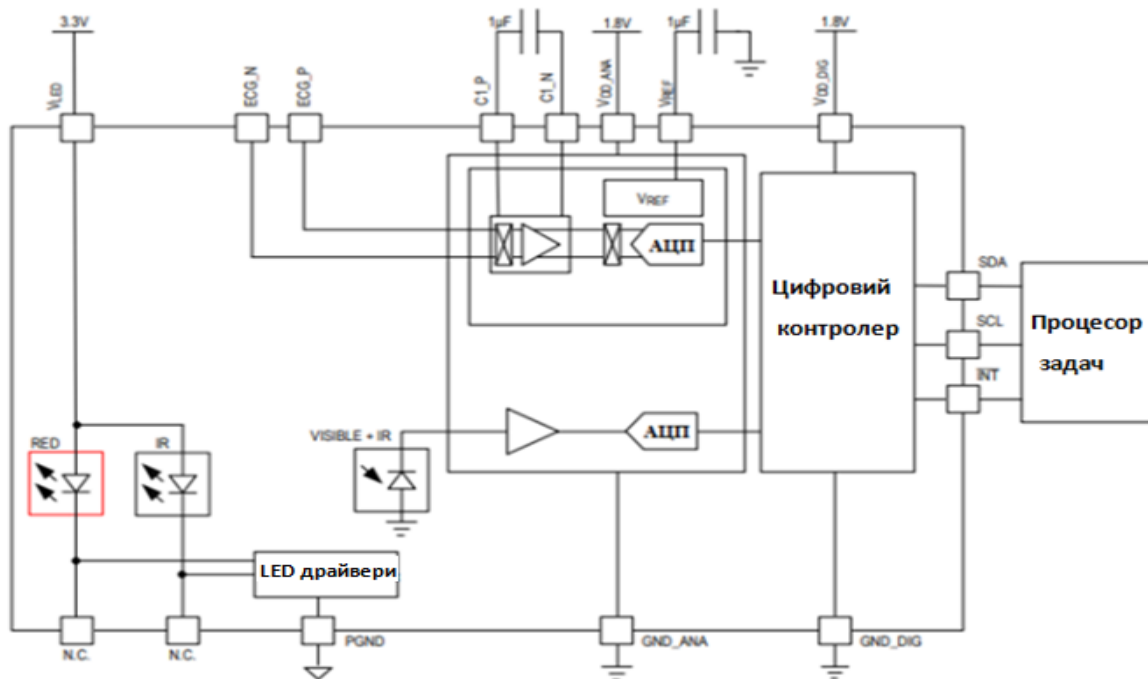 3.3V
1µF
1.8V
1µF
1.8V
VLED
ECG_N
ECG_P
C1_P
C1_N
VDD_ANA
VREF
VDD_DIG
VREF
АЦП
Цифровий
контролер
SDA
SCL
INT
Процесор
задач
RED
IR
VISIBLE + IR
АЦП
LED драйвери
N.C.
N.C.
PGND
GND_ANA
GND_DIG